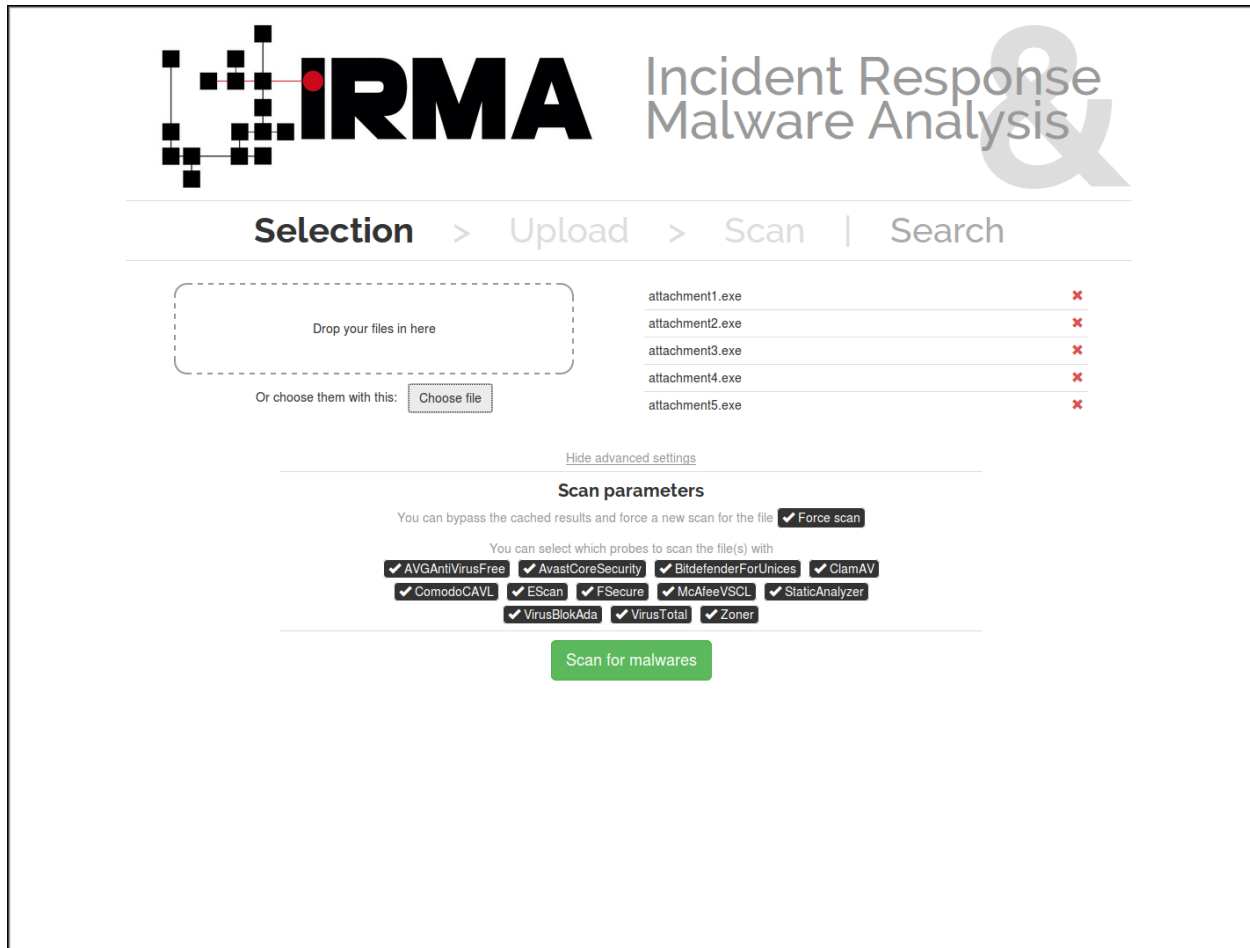 IRMA
Incident Response
&
Malware Analysis
Selection > Upload > Scan | Search
Drop your files in here
Or choose them with this: Choose file
attachment1.exe
attachment2.exe
attachment3.exe
attachment4.exe
attachment5.exe
Hide advanced settings
Scan parameters
You can bypass the cached results and force a new scan for the file Force scan
You can select which probes to scan the file(s) with
AVGAntiVirusFree AvastCoreSecurity BitdefenderForUnices ClamAV
ComodoCAVL EScan FSecure McAfeeVSCL StaticAnalyzer
VirusBlokAda VirusTotal Zoner
Scan for malwares